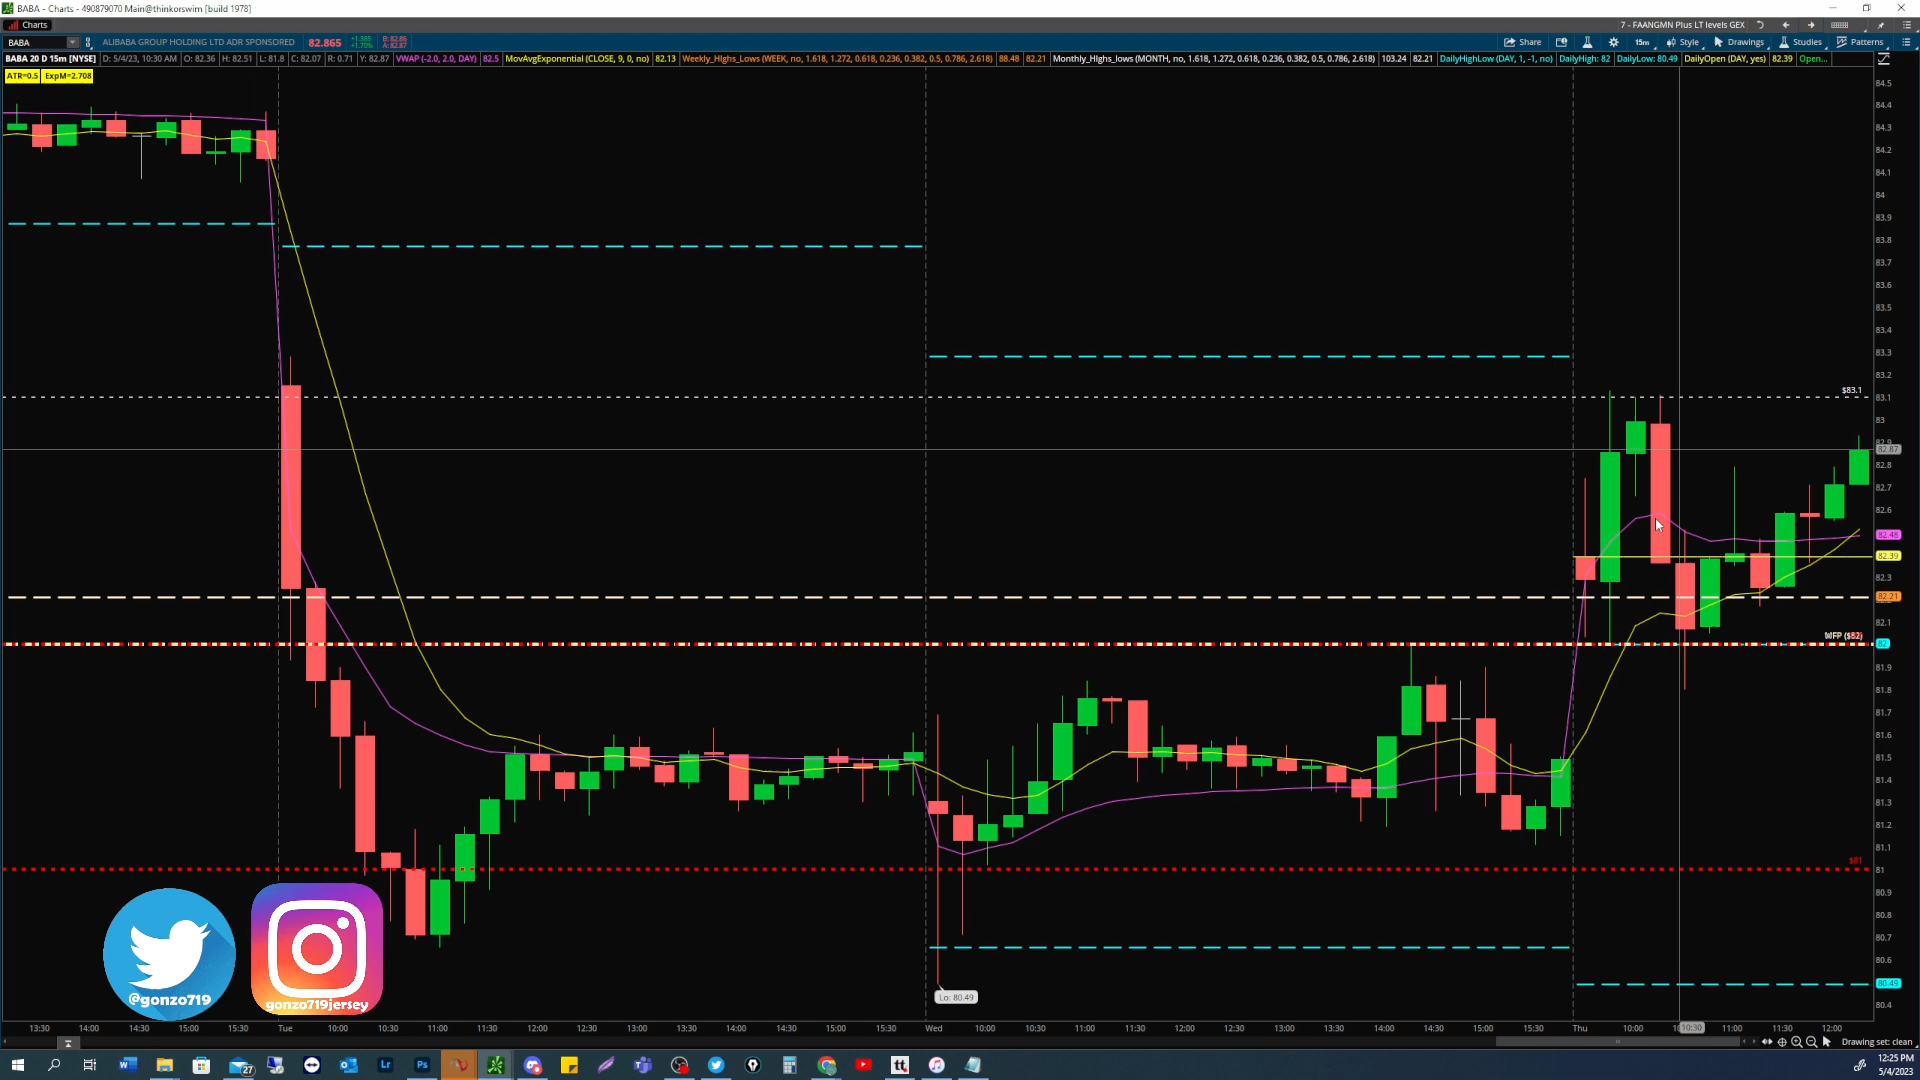 BABA - Charts - 490879070 Main@thinkorswim [build 1978]
Charts
7 - FAANGMN Plus LT levels GEX
BABA
ALIBABA GROUP HOLDING LTD ADR SPONSORED
82.865
+1.385
+1.70%
B: 82.86
A: 82.87
Share
15m
Style
Drawings
Studies
Patterns
BABA 20 D 15m [NYSE]
D: 5/4/23, 10:30 AM
O: 82.36
H: 82.51
L: 81.8
C: 82.07
R: 0.71
Y: 82.87
VWAP (-2.0, 2.0, DAY)
82.5
MovAvgExponential (CLOSE, 9, 0, no)
82.13
Weekly_HIghs_Lows (WEEK, no, 1.618, 1.272, 0.618, 0.236, 0.382, 0.5, 0.786, 2.618)
88.48
82.21
Monthly_HIghs_lows (MONTH, no, 1.618, 1.272, 0.618, 0.236, 0.382, 0.5, 0.786, 2.618)
103.24
82.21
DailyHighLow (DAY, 1, -1, no)
DailyHigh: 82
DailyLow: 80.49
DailyOpen (DAY, yes)
82.39
Open...
ATR=0.5
ExpM=2.708
84.5
84.4
84.3
84.2
84.1
84
83.9
83.8
83.7
83.6
83.5
83.4
83.3
83.2
$83.1
83.1
83
82.9
82.87
82.8
82.7
82.6
82.48
82.39
82.3
82.21
82.1
WFP ($82)
82
81.9
81.8
81.7
81.6
81.5
81.4
81.3
81.2
81.1
$81
81
80.9
80.8
80.7
80.6
80.49
80.4
Lo: 80.49
@gonzo719
gonzo719jersey
13:30
14:00
14:30
15:00
15:30
Tue
10:00
10:30
11:00
11:30
12:00
12:30
13:00
13:30
14:00
14:30
15:00
15:30
Wed
10:00
10:30
11:00
11:30
12:00
12:30
13:00
13:30
14:00
14:30
15:00
15:30
Thu
10:00
10:30
11:00
11:30
12:00
Drawing set: clean
27
Lr
Ps
tt
12:25 PM
5/4/2023